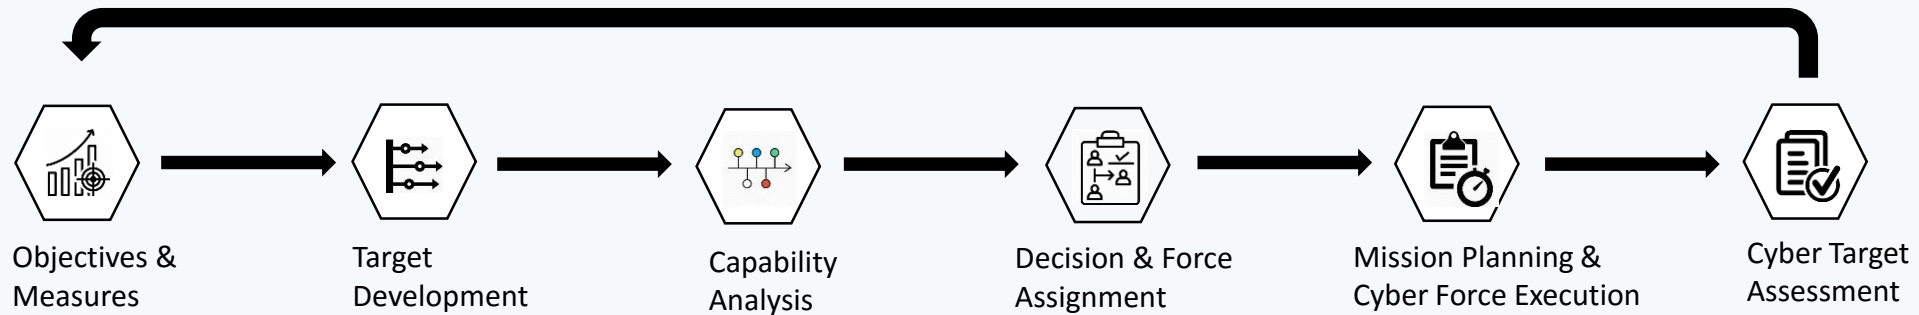 Objectives &
Measures
Target
Development
Capability
Analysis
Decision & Force
Assignment
Mission Planning &
Cyber Force Execution
Cyber Target
Assessment